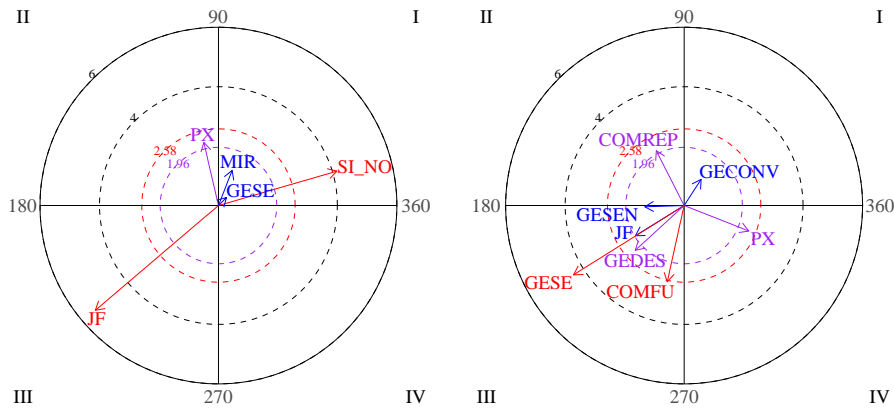 90
II
I
6
4
2.58
1.96
PX
MIR
SI_NO
GESE
180
360
JF
III
270
IV
90
II
I
6
4
2.58
1.96
COMREP
GECONV
180
360
GESEN
JF
PX
GEDES
GESE
COMFU
III
270
IV